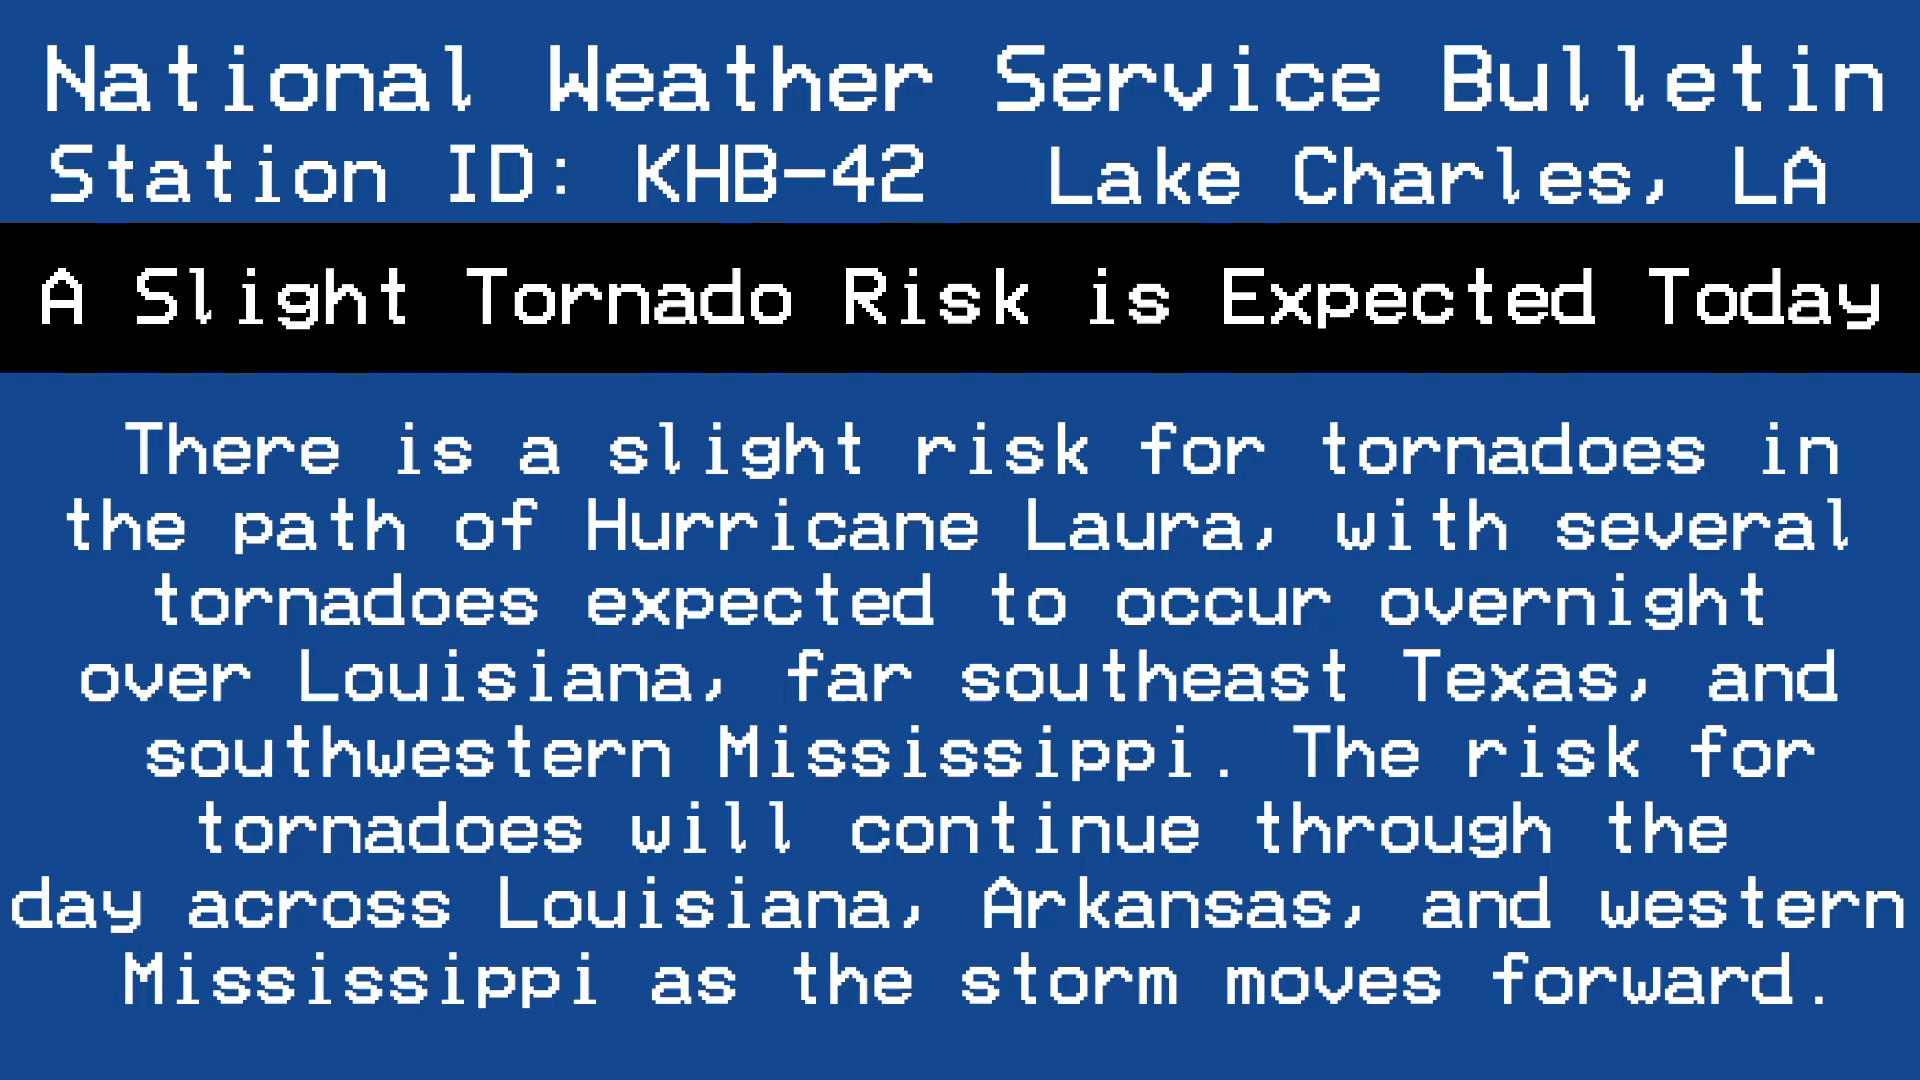 National Weather Service Bulletin
Station ID: KHB-42 Lake Charles, LA
A Slight Tornado Risk is Expected Today
There is a slight risk for tornadoes in
the path of Hurricane Laura, with several
tornadoes expected to occur overnight
over Louisiana, far southeast Texas, and
southwestern Mississippi. The risk for
tornadoes will continue through the
day across Louisiana, Arkansas, and western
Mississippi as the storm moves forward.